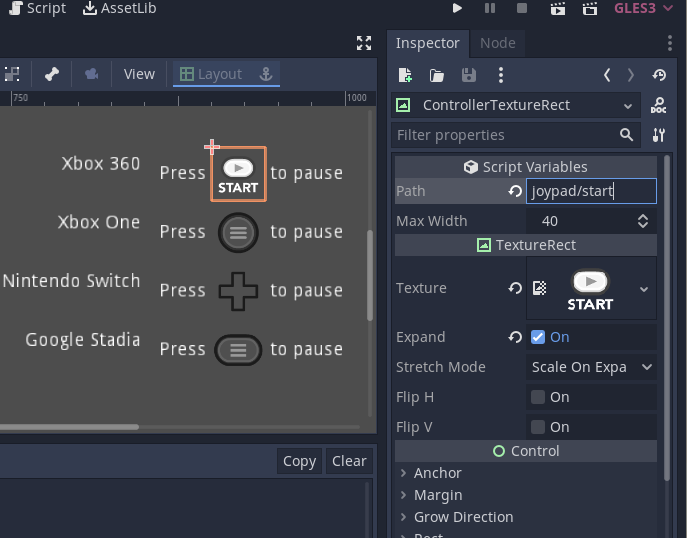 Script AssetLib GLES3
Inspector Node
View Layout
750 1000
ControllerTextureRect
DOC
Filter properties
Xbox 360 Press START to pause
Xbox One Press to pause
Nintendo Switch Press to pause
Google Stadia Press to pause
Copy Clear
Script Variables
Path joypad/start
Max Width 40
TextureRect
Texture START
Expand On
Stretch Mode Scale On Expa
Flip H On
Flip V On
Control
Anchor
Margin
Grow Direction
Rect